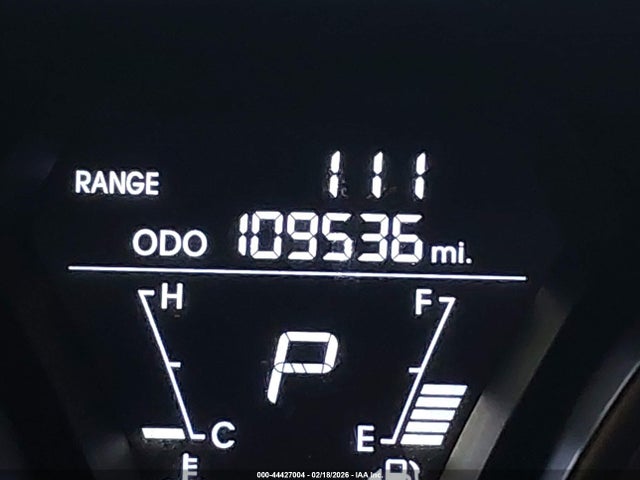 RANGE 111
ODO 109536 mi.
H F
P
C E
000-44427004 - 02/18/2026 - IAA Inc.